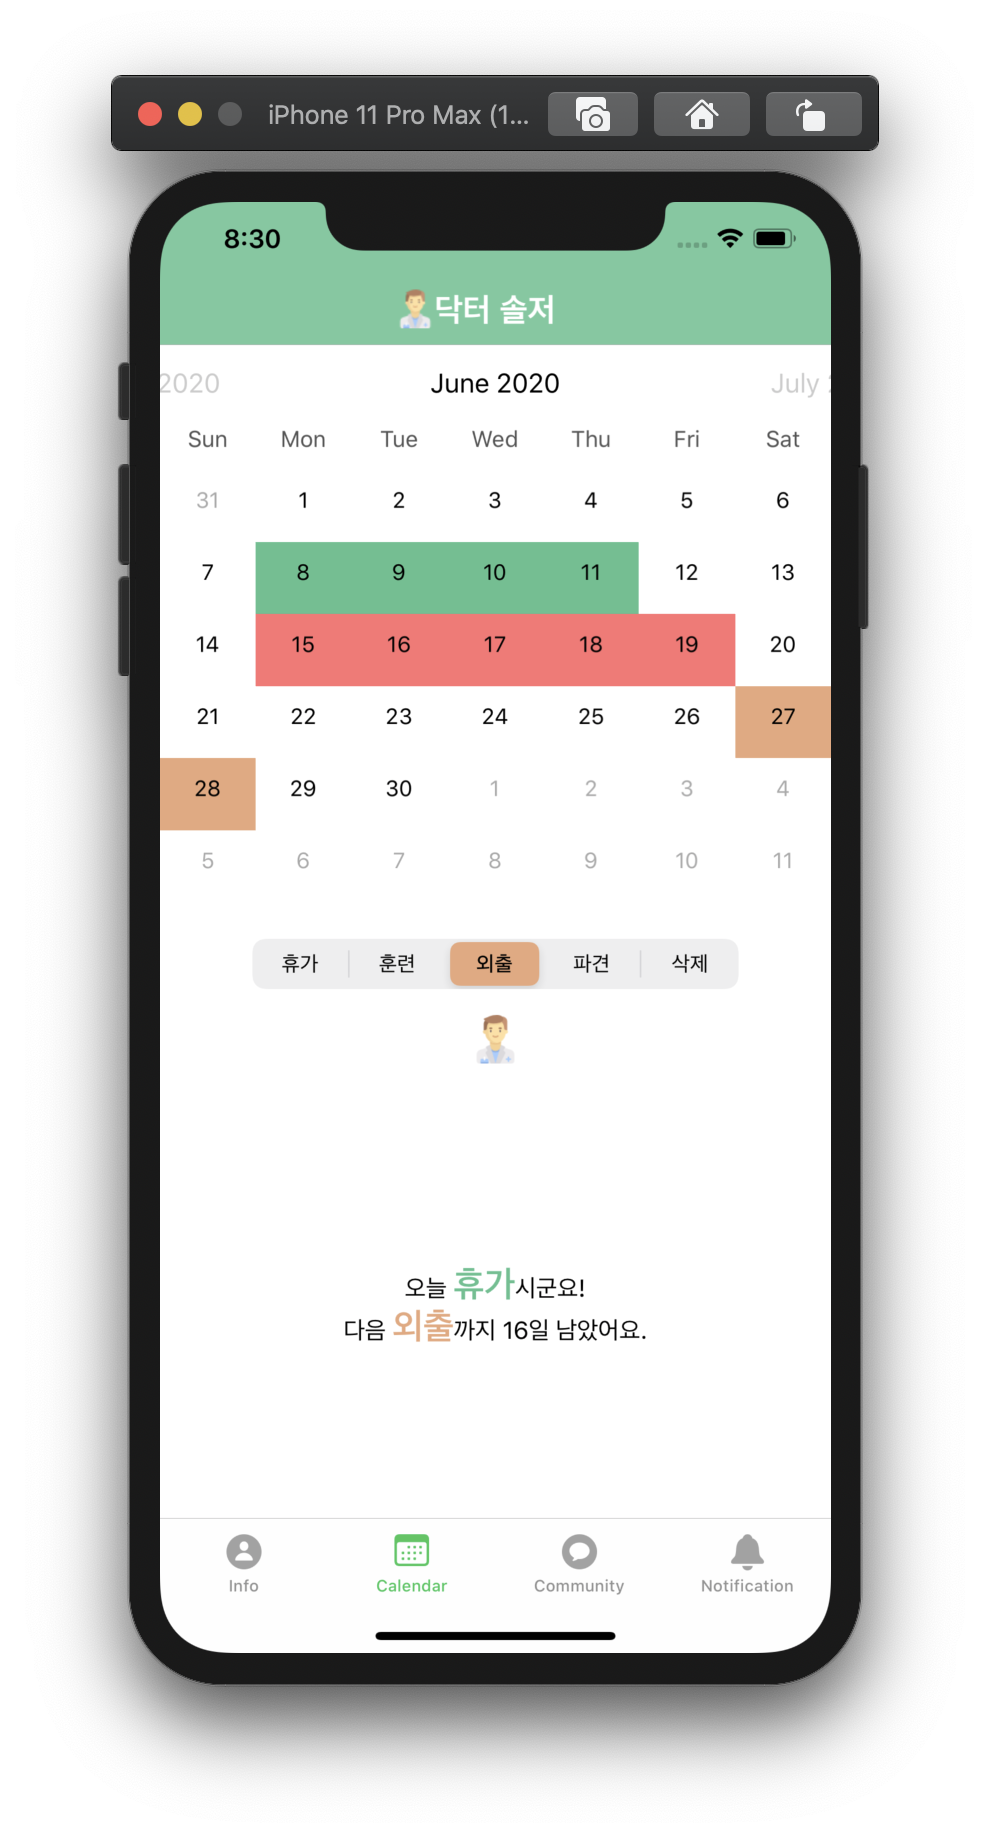 iPhone 11 Pro Max (1...
8:30
닥터 솔저
2020 June 2020 July
Sun Mon Tue Wed Thu Fri Sat
31 1 2 3 4 5 6
7 8 9 10 11 12 13
14 15 16 17 18 19 20
21 22 23 24 25 26 27
28 29 30 1 2 3 4
5 6 7 8 9 10 11
휴가 훈련 외출 파견 삭제
오늘 휴가시군요!
다음 외출까지 16일 남았어요.
Info Calendar Community Notification